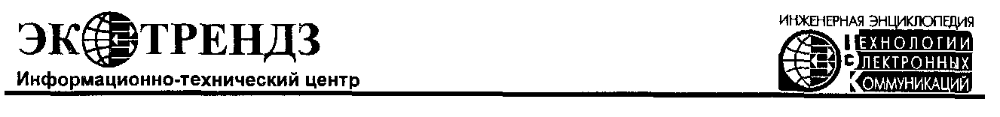 ЭКОТРЕНДЗ
Информационно-технический центр
ИНЖЕНЕРНАЯ ЭНЦИКЛОПЕДИЯ
ТЕХНОЛОГИИ
ЭЛЕКТРОННЫХ
КОММУНИКАЦИЙ